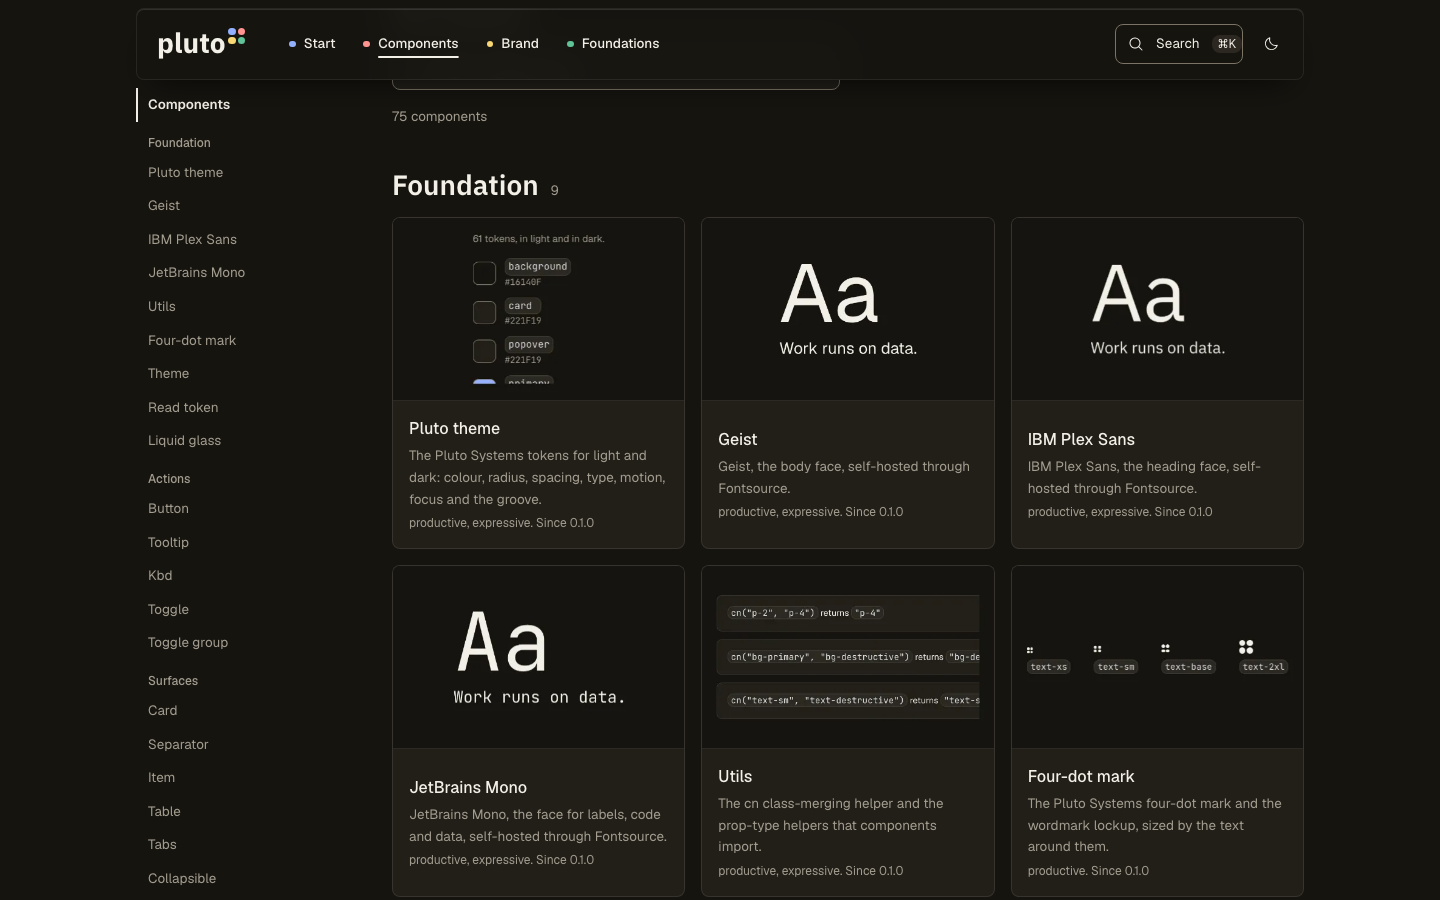 pluto
Start
Components
Brand
Foundations
Search
⌘K
Components
Foundation
Pluto theme
Geist
IBM Plex Sans
JetBrains Mono
Utils
Four-dot mark
Theme
Read token
Liquid glass
Actions
Button
Tooltip
Kbd
Toggle
Toggle group
Surfaces
Card
Separator
Item
Table
Tabs
Collapsible
75 components
Foundation 9
61 tokens, in light and in dark.
background
#16140F
card
#221F19
popover
#221F19
primary
Pluto theme
The Pluto Systems tokens for light and
dark: colour, radius, spacing, type, motion,
focus and the groove.
productive, expressive. Since 0.1.0
Aa
Work runs on data.
Geist
Geist, the body face, self-hosted through
Fontsource.
productive, expressive. Since 0.1.0
Aa
Work runs on data.
IBM Plex Sans
IBM Plex Sans, the heading face, self-
hosted through Fontsource.
productive, expressive. Since 0.1.0
Aa
Work runs on data.
JetBrains Mono
JetBrains Mono, the face for labels, code
and data, self-hosted through Fontsource.
productive, expressive. Since 0.1.0
cn("p-2", "p-4") returns "p-4"
cn("bg-primary", "bg-destructive") returns "bg-de
cn("text-sm", "text-destructive") returns "text-s
Utils
The cn class-merging helper and the
prop-type helpers that components
import.
productive, expressive. Since 0.1.0
text-xs
text-sm
text-base
text-2xl
Four-dot mark
The Pluto Systems four-dot mark and the
wordmark lockup, sized by the text
around them.
productive, expressive. Since 0.1.0